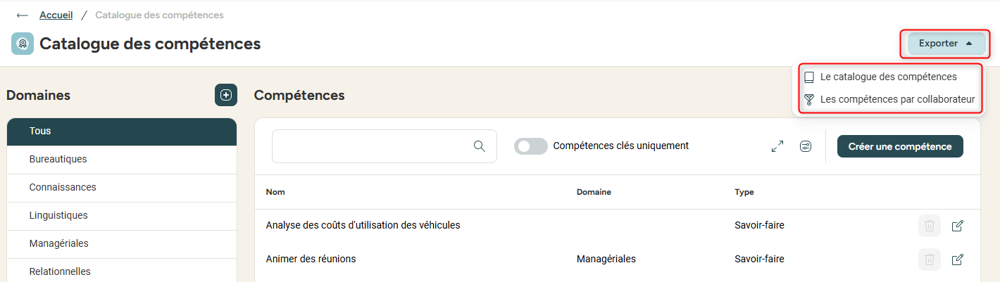 Accueil / Catalogue des compétences
Catalogue des compétences
Exporter
Le catalogue des compétences
Les compétences par collaborateur
Domaines
Tous
Bureautiques
Connaissances
Linguistiques
Managériales
Relationnelles
Compétences
Compétences clés uniquement
Créer une compétence
Nom Domaine Type
Analyse des coûts d'utilisation des véhicules Savoir-faire
Animer des réunions Managériales Savoir-faire